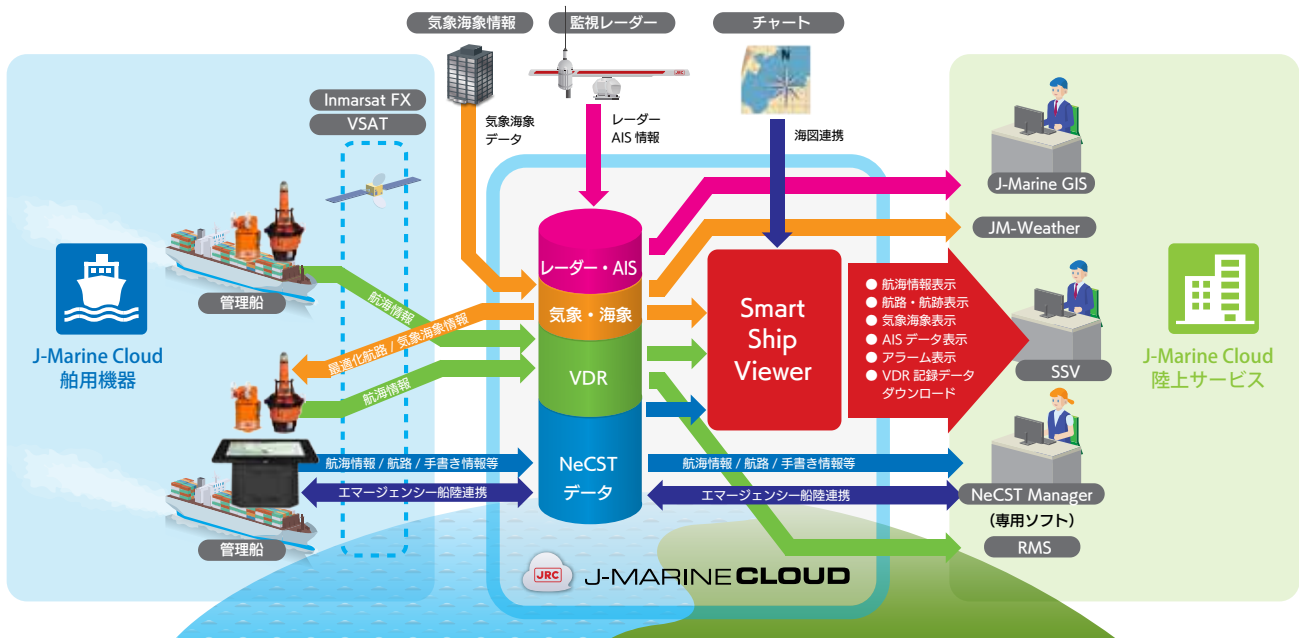 気象海象情報
監視レーダー
チャート
Inmarsat FX
VSAT
気象海象
データ
レーダー
AIS 情報
海図連携
J-Marine GIS
JM-Weather
管理船
J-Marine Cloud
舶用機器
航海情報
最適化航路 / 気象海象情報
航海情報
レーダー・AIS
気象・海象
VDR
NeCST
データ
Smart
Ship
Viewer
● 航海情報表示
● 航路・航跡表示
● 気象海象表示
● AIS データ表示
● アラーム表示
● VDR 記録データ
ダウンロード
SSV
J-Marine Cloud
陸上サービス
航海情報 / 航路 / 手書き情報等
航海情報 / 航路 / 手書き情報等
エマージェンシー船陸連携
エマージェンシー船陸連携
NeCST Manager
（専用ソフト）
RMS
管理船
JRC
J-MARINE CLOUD
JRC